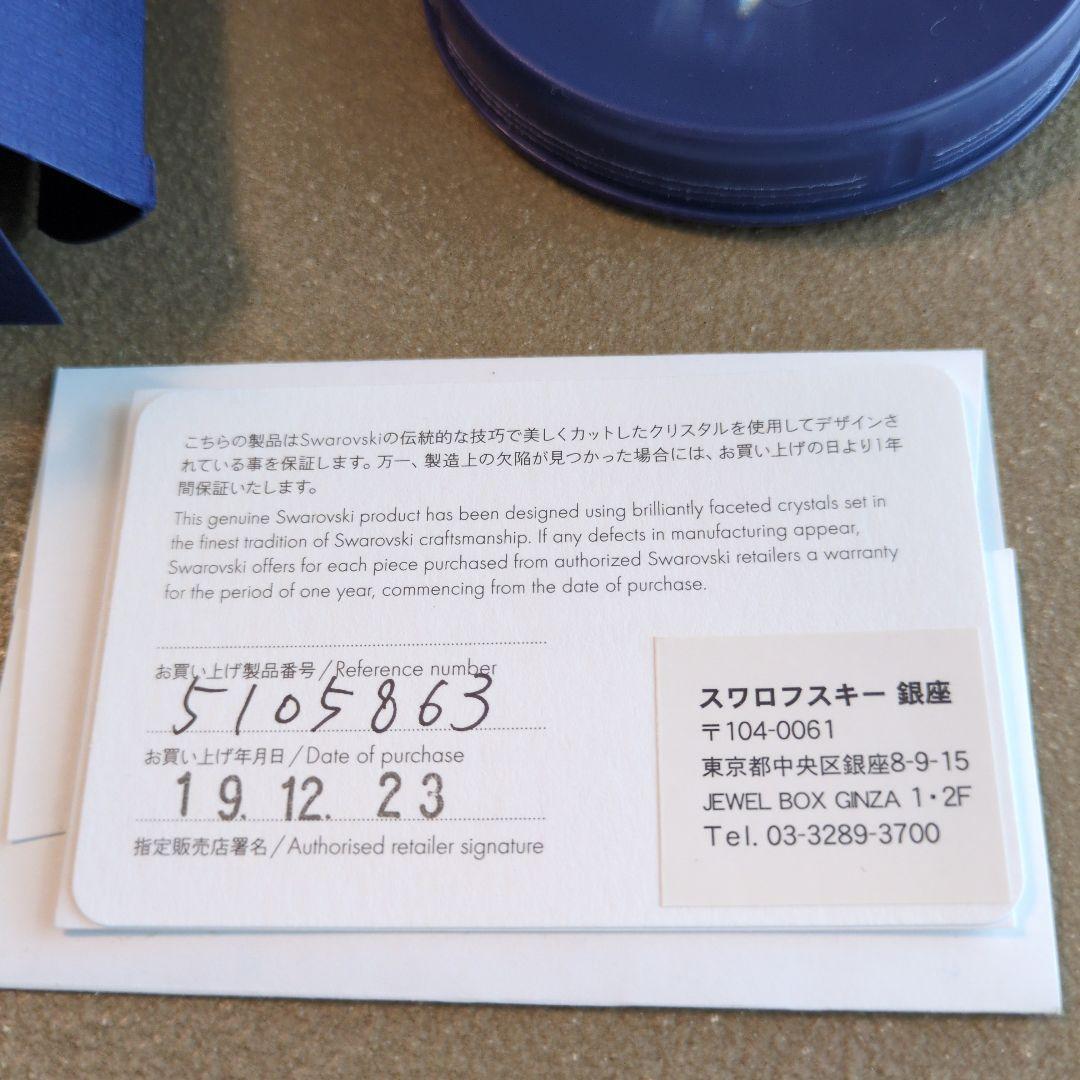 こちらの製品はSwarovskiの伝統的な技巧で美しくカットしたクリスタルを使用してデザインさ
れている事を保証します。万一、製造上の欠陥が見つかった場合には、お買い上げの日より1年
間保証いたします。
This genuine Swarovski product has been designed using brilliantly faceted crystals set in
the finest tradition of Swarovski craftsmanship. If any defects in manufacturing appear,
Swarovski offers for each piece purchased from authorized Swarovski retailers a warranty
for the period of one year, commencing from the date of purchase.
お買い上げ製品番号/Reference number
5105863
お買い上げ年月日/Date of purchase
19. 12. 23
指定販売店署名/Authorised retailer signature
スワロフスキー 銀座
〒104-0061
東京都中央区銀座8-9-15
JEWEL BOX GINZA 1・2F
Tel. 03-3289-3700